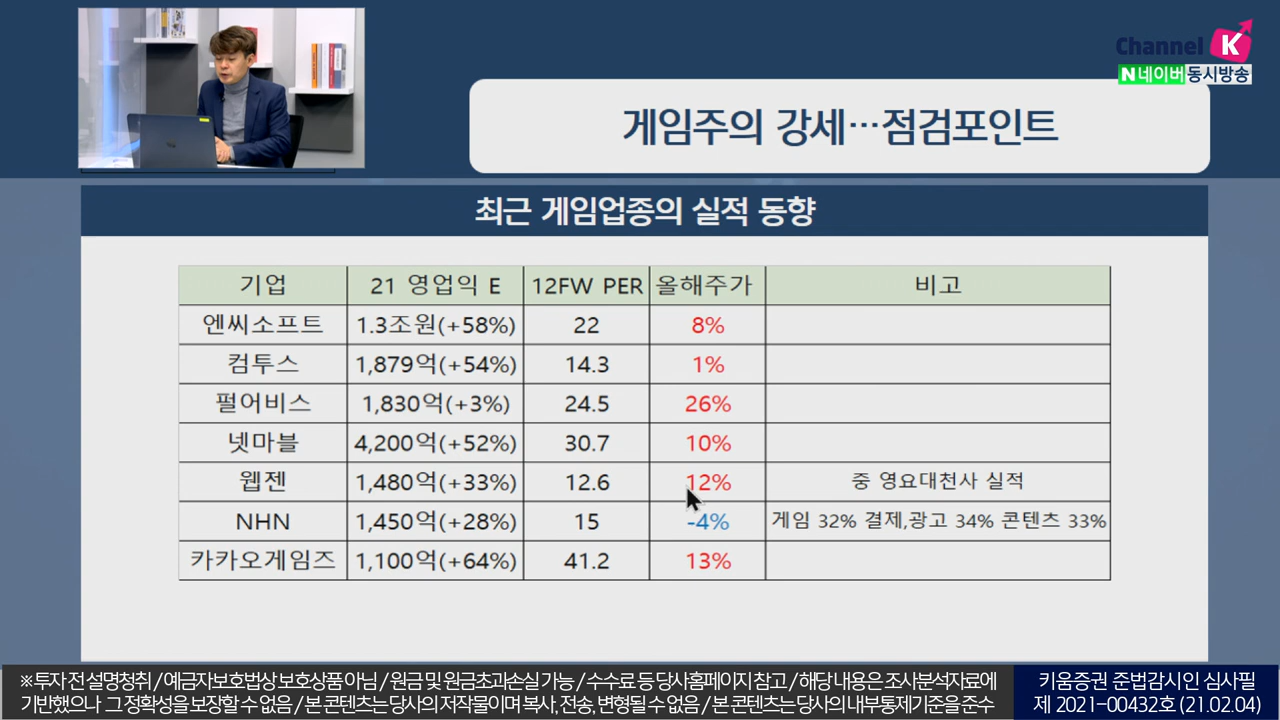 Channel K
N 네이버 동시방송
게임주의 강세…점검포인트
최근 게임업종의 실적 동향
기업 21 영업익 E 12FW PER 올해주가 비고
엔씨소프트 1.3조원(+58%) 22 8%
컴투스 1,879억(+54%) 14.3 1%
펄어비스 1,830억(+3%) 24.5 26%
넷마블 4,200억(+52%) 30.7 10%
웹젠 1,480억(+33%) 12.6 12% 중 영요대천사 실적
NHN 1,450억(+28%) 15 -4% 게임 32% 결제,광고 34% 콘텐츠 33%
카카오게임즈 1,100억(+64%) 41.2 13%
※ 투자 전 설명청취 / 예금자보호법상 보호상품 아님 / 원금 및 원금초과손실 가능 / 수수료 등 당사홈페이지 참고 / 해당 내용은 조사분석자료에
기반했으나 그 정확성을 보장할 수 없음 / 본 콘텐츠는 당사의 저작물이며 복사, 전송, 변형될 수 없음 / 본 콘텐츠는 당사의 내부통제기준을 준수
키움증권 준법감시인 심사필
제 2021-00432호 (21.02.04)